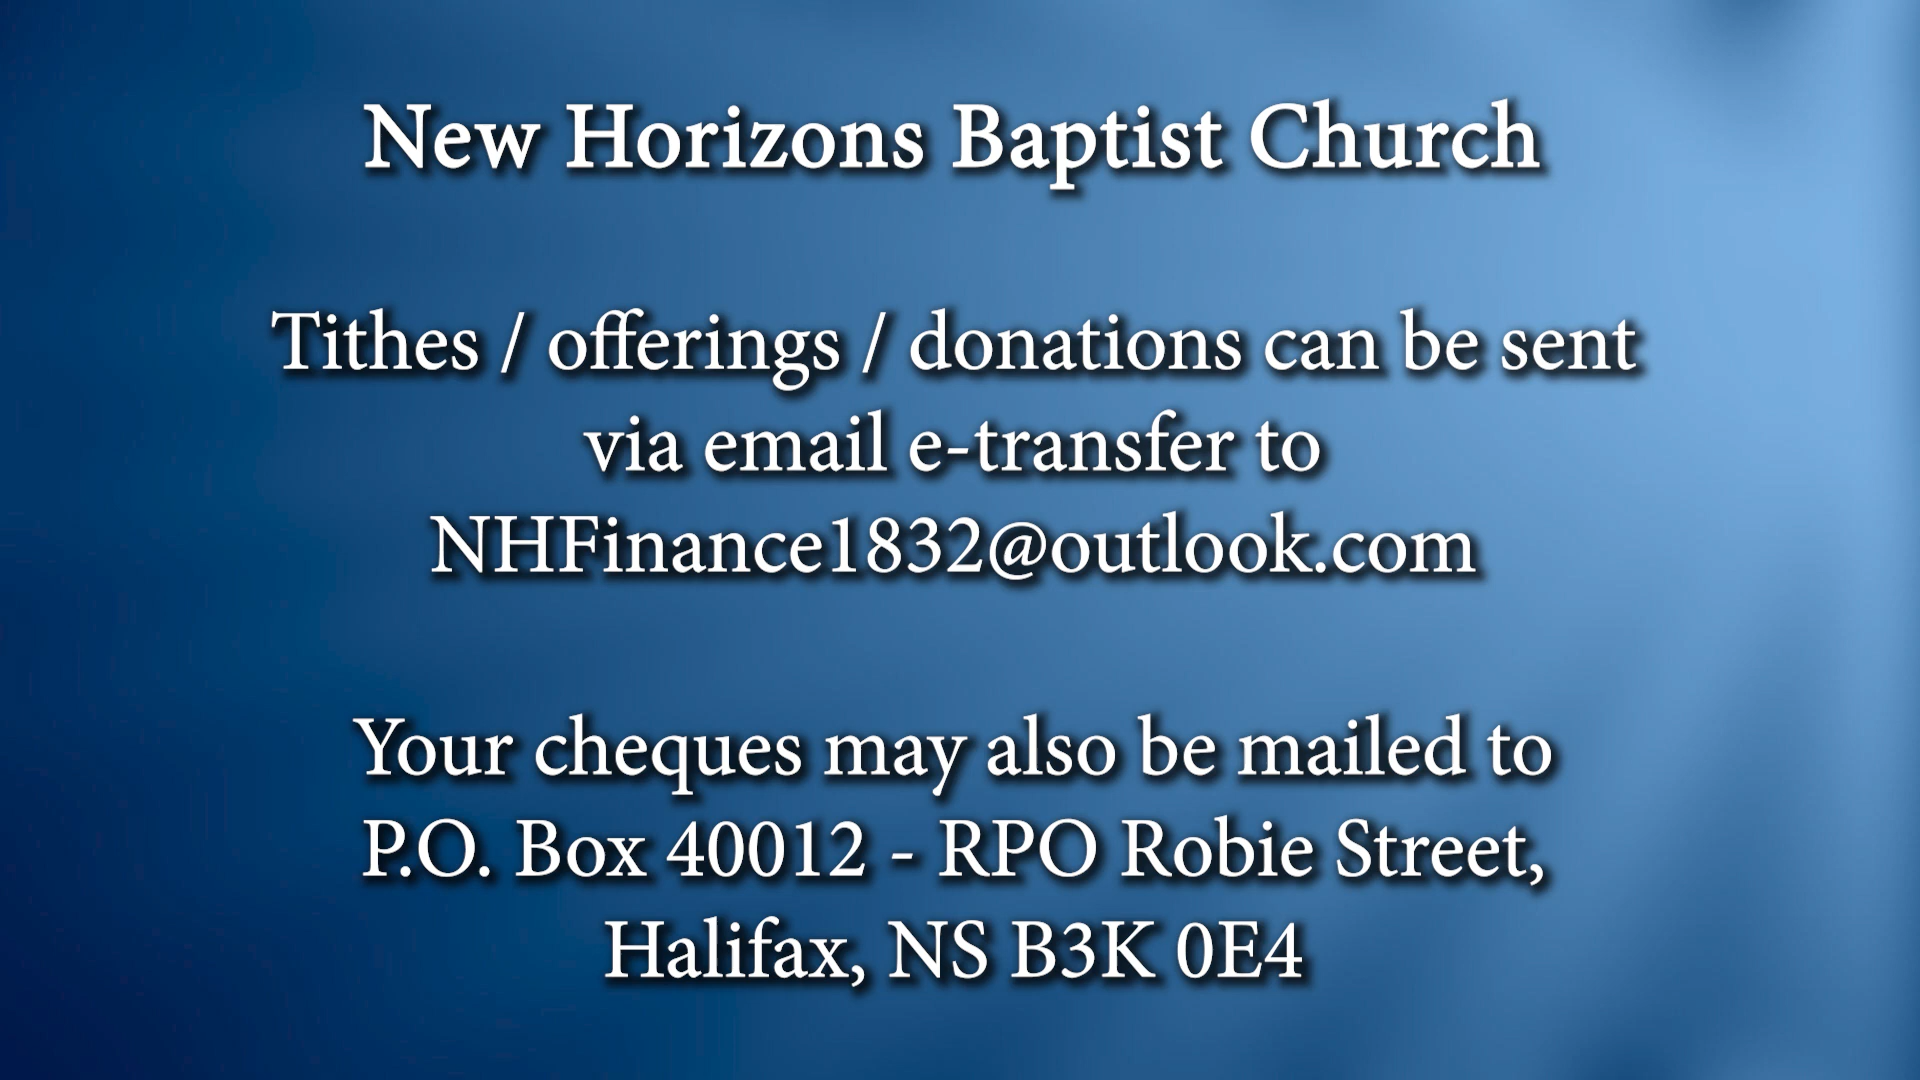 New Horizons Baptist Church
Tithes / offerings / donations can be sent
via email e-transfer to
NHFinance1832@outlook.com
Your cheques may also be mailed to
P.O. Box 40012 - RPO Robie Street,
Halifax, NS B3K 0E4